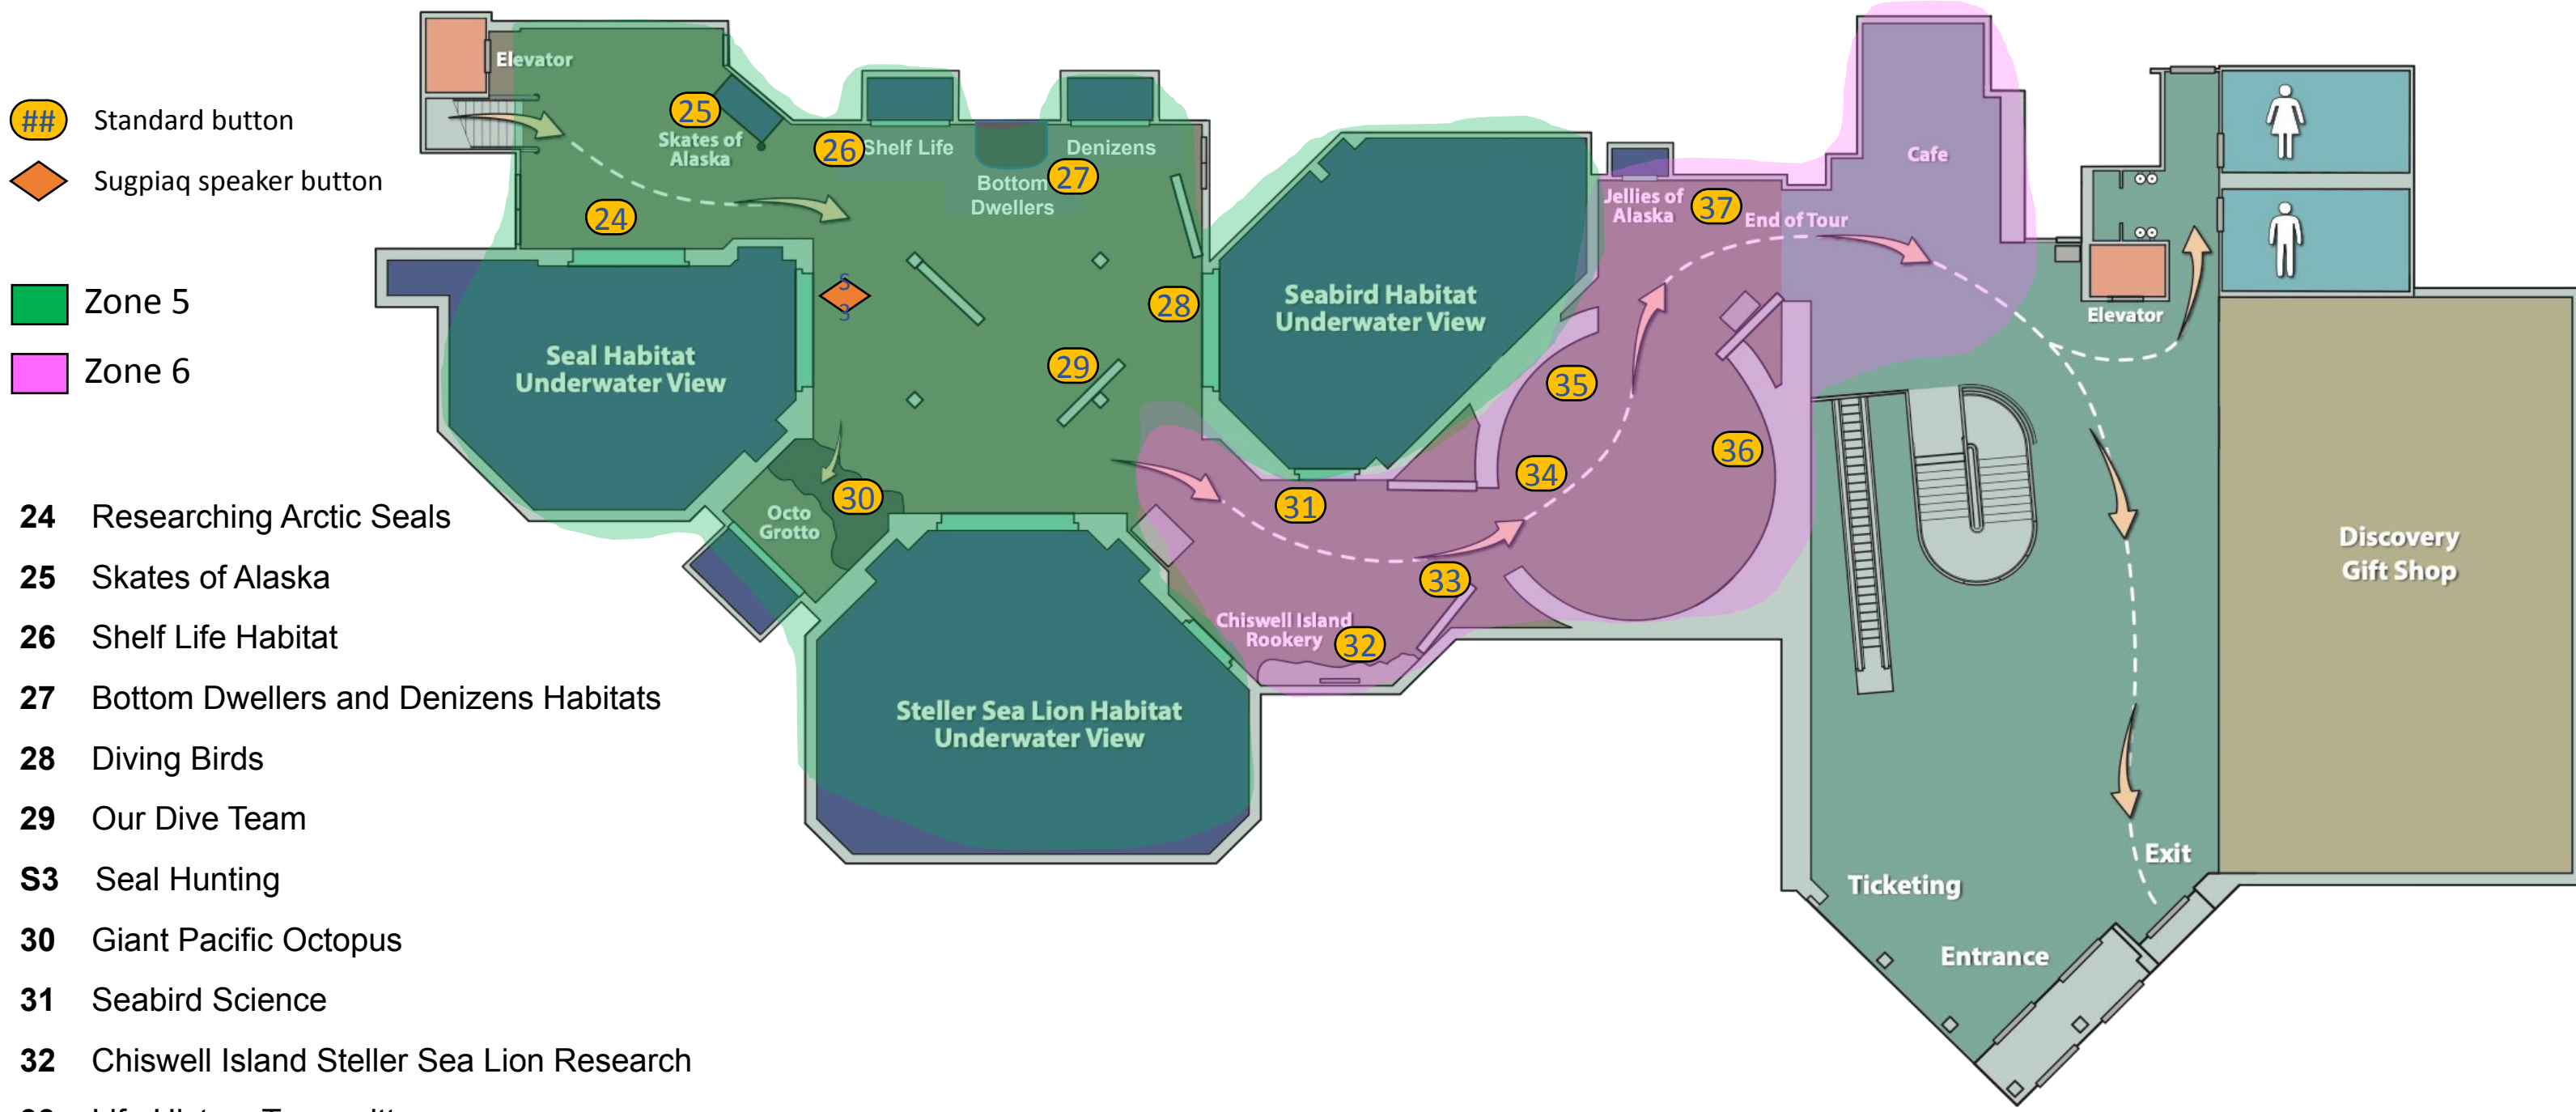 ## Standard button
Sugpiaq speaker button
Zone 5
Zone 6
24 Researching Arctic Seals
25 Skates of Alaska
26 Shelf Life Habitat
27 Bottom Dwellers and Denizens Habitats
28 Diving Birds
29 Our Dive Team
S3 Seal Hunting
30 Giant Pacific Octopus
31 Seabird Science
32 Chiswell Island Steller Sea Lion Research
Elevator
25
Skates of
Alaska
24
26
Shelf Life
Bottom
Dwellers
27
Denizens
S
3
28
29
Seal Habitat
Underwater View
30
Octo
Grotto
Seabird Habitat
Underwater View
31
Steller Sea Lion Habitat
Underwater View
Chiswell Island
Rookery
32
33
34
35
36
Jellies of
Alaska
37
End of Tour
Cafe
Elevator
Discovery
Gift Shop
Exit
Ticketing
Entrance